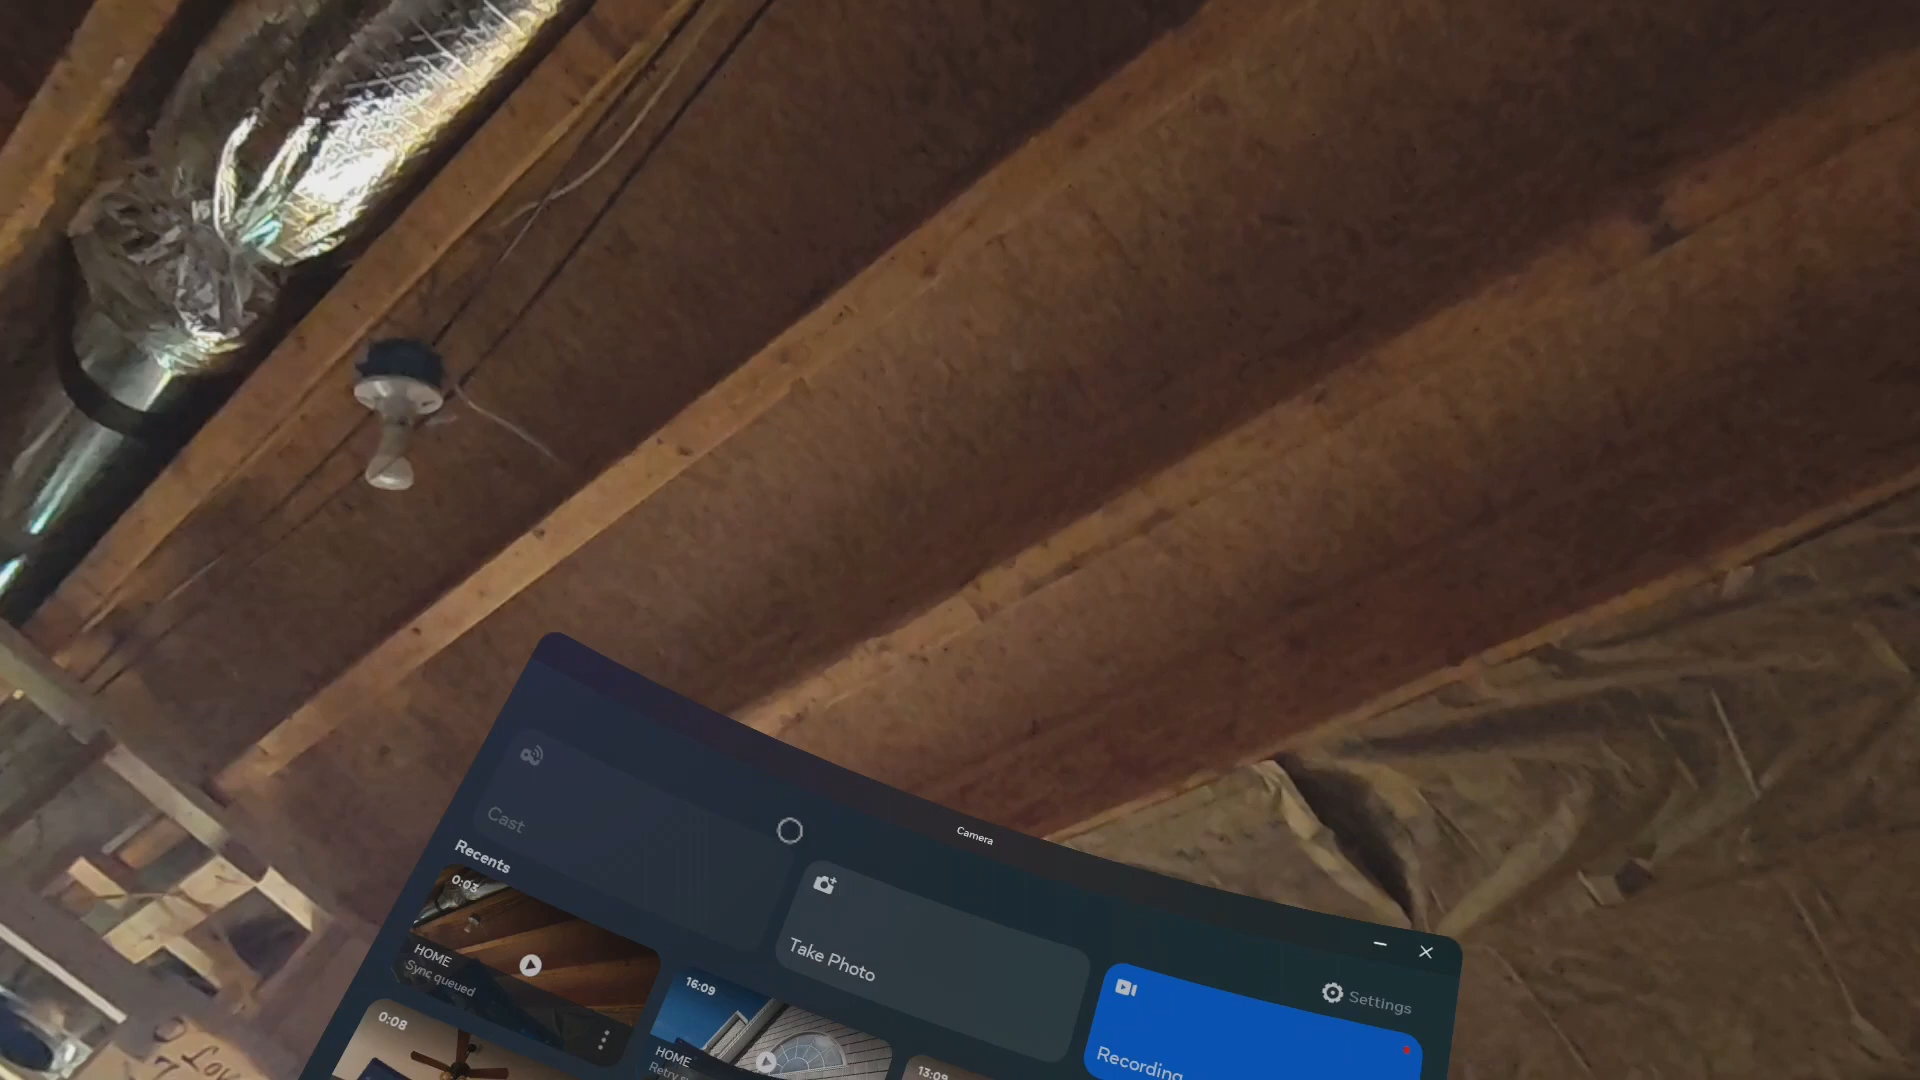 Camera
Cast
Recents
Take Photo
Settings
Recording
0:03
HOME
Sync queued
16:09
HOME
0:08
13:09